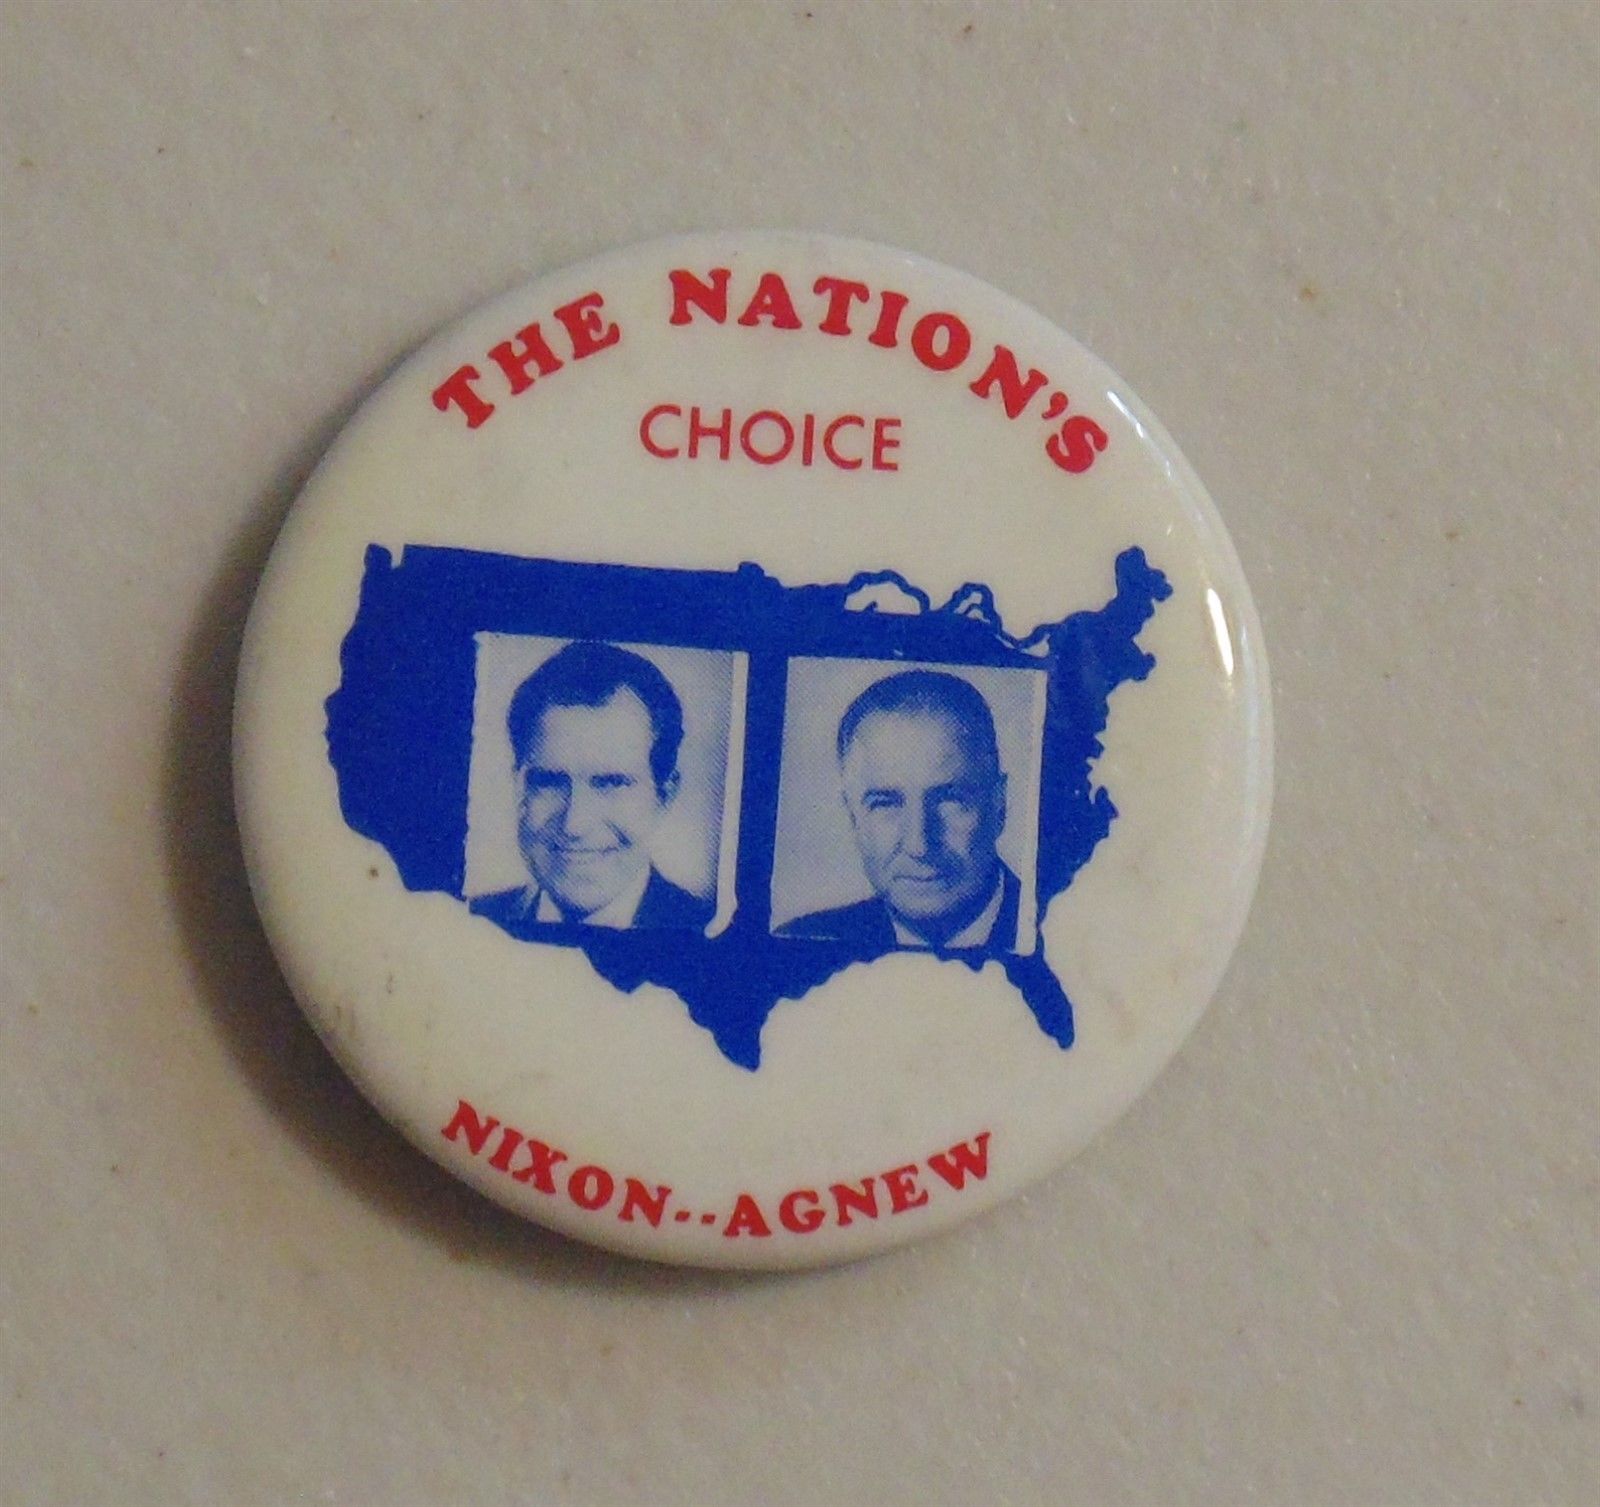 THE NATION'S
CHOICE
NIXON--AGNEW